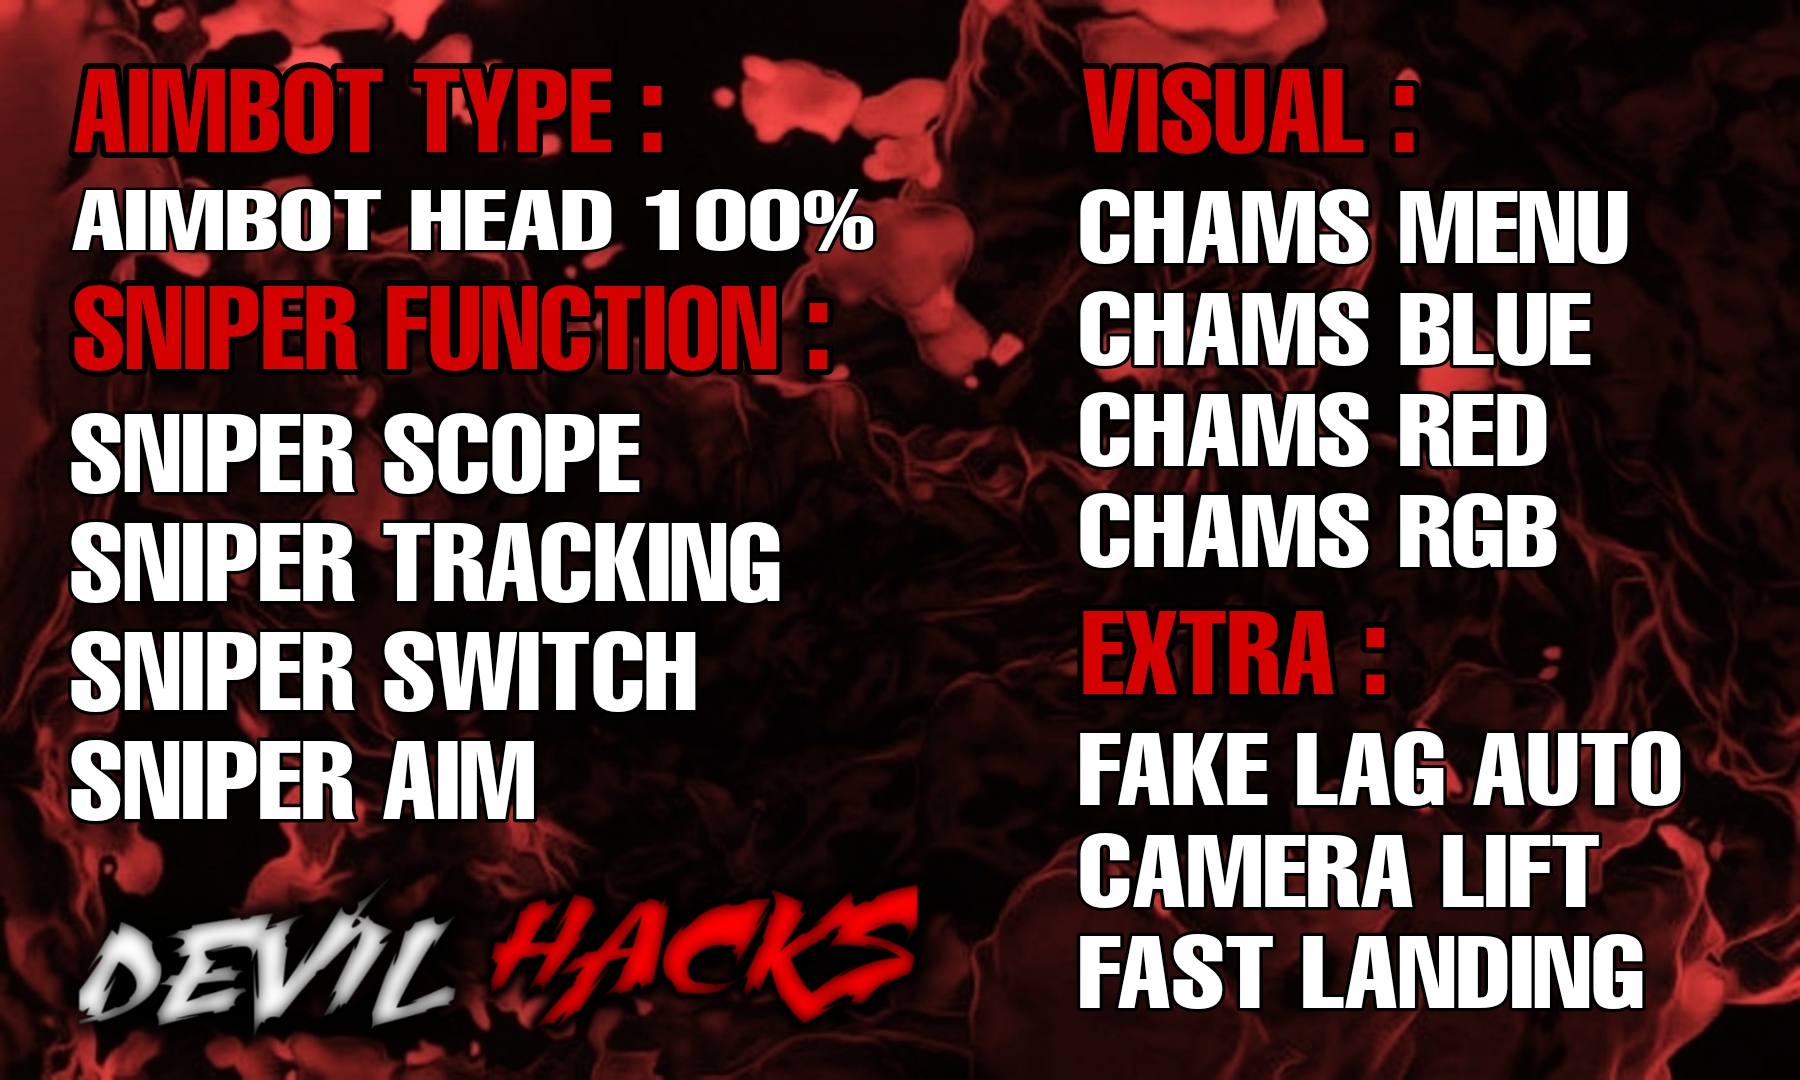 AIMBOT TYPE :
AIMBOT HEAD 100%
SNIPER FUNCTION :
SNIPER SCOPE
SNIPER TRACKING
SNIPER SWITCH
SNIPER AIM
DEVIL HACKS
VISUAL :
CHAMS MENU
CHAMS BLUE
CHAMS RED
CHAMS RGB
EXTRA :
FAKE LAG AUTO
CAMERA LIFT
FAST LANDING